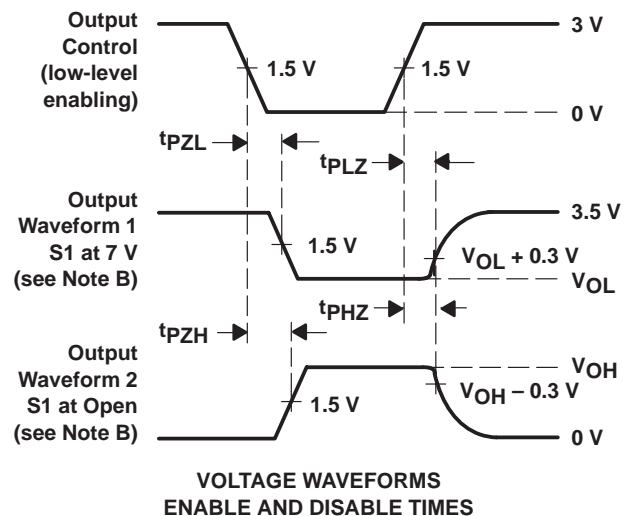 Output
Control
(low-level
enabling)
3 V
1.5 V
1.5 V
0 V
tPZL
tPLZ
Output
Waveform 1
S1 at 7 V
(see Note B)
3.5 V
1.5 V
VOL + 0.3 V
VOL
tPHZ
tPZH
Output
Waveform 2
S1 at Open
(see Note B)
VOH
VOH – 0.3 V
1.5 V
0 V
VOLTAGE WAVEFORMS
ENABLE AND DISABLE TIMES